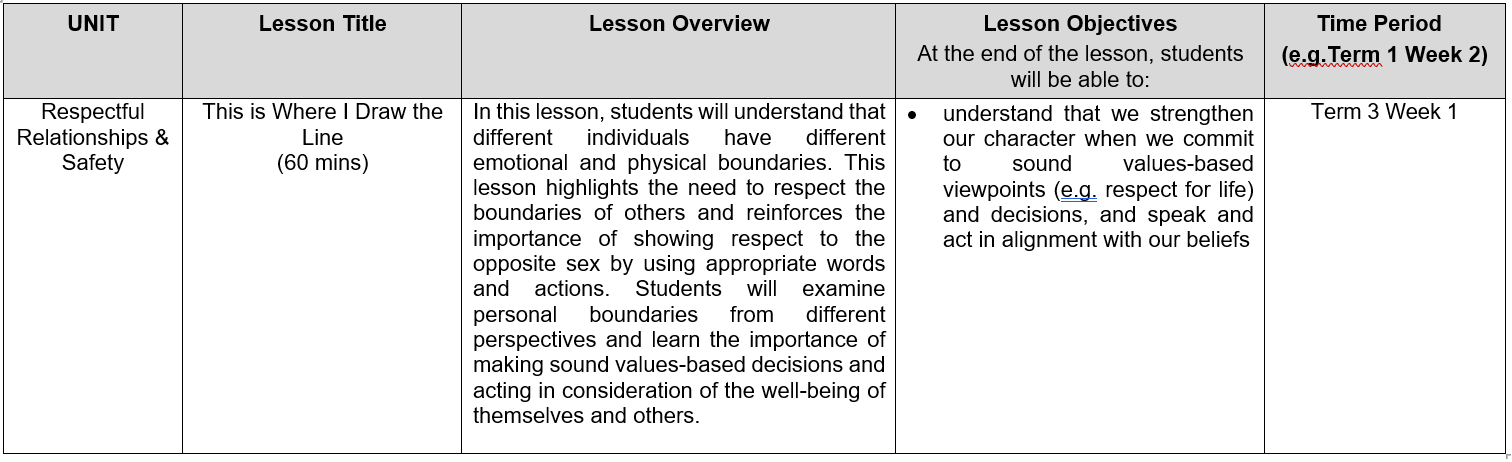 UNIT
Lesson Title
Lesson Overview
Lesson Objectives
At the end of the lesson, students
will be able to:
Time Period
(e.g.Term 1 Week 2)
Respectful
Relationships &
Safety
This is Where I Draw the
Line
(60 mins)
In this lesson, students will understand that
different individuals have different
emotional and physical boundaries. This
lesson highlights the need to respect the
boundaries of others and reinforces the
importance of showing respect to the
opposite sex by using appropriate words
and actions. Students will examine
personal boundaries from different
perspectives and learn the importance of
making sound values-based decisions and
acting in consideration of the well-being of
themselves and others.
• understand that we strengthen
our character when we commit
to sound values-based
viewpoints (e.g. respect for life)
and decisions, and speak and
act in alignment with our beliefs
Term 3 Week 1